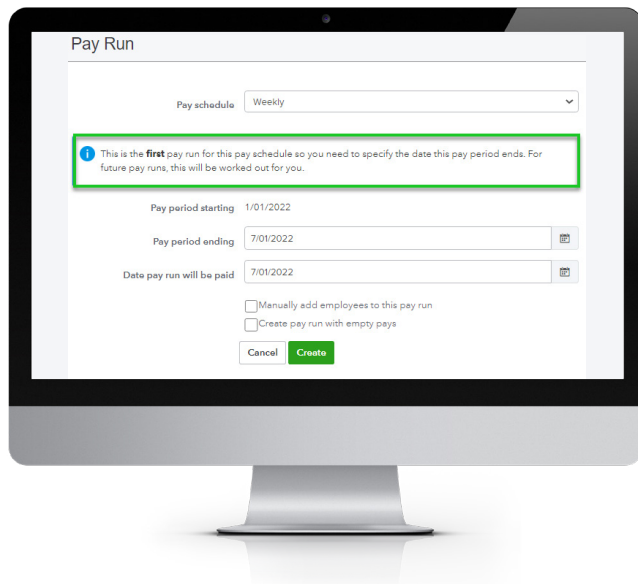 Pay Run
Pay schedule Weekly
This is the first pay run for this pay schedule so you need to specify the date this pay period ends. For
future pay runs, this will be worked out for you.
Pay period starting 1/01/2022
Pay period ending 7/01/2022
Date pay run will be paid 7/01/2022
Manually add employees to this pay run
Create pay run with empty pays
Cancel Create